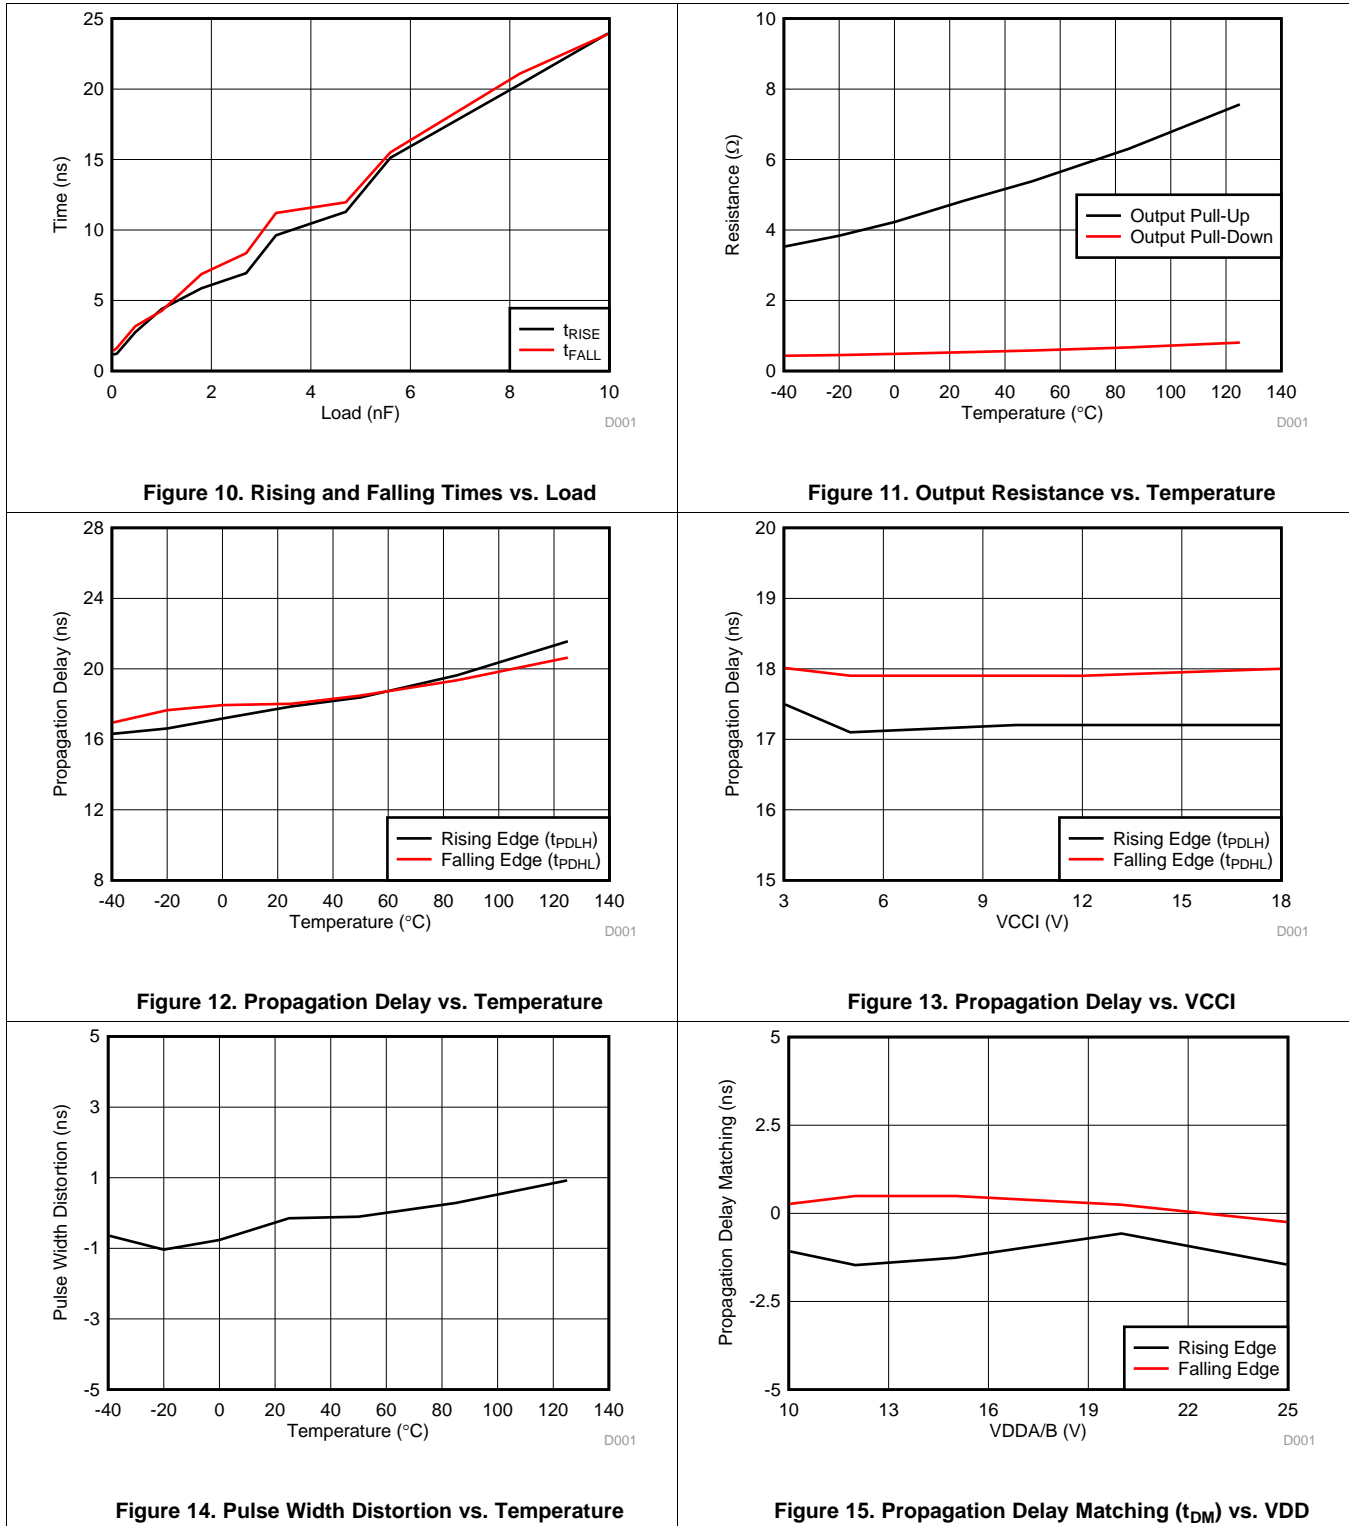 25
20
15
10
5
0
Time (ns)
0 2 4 6 8 10
Load (nF)
tRISE
tFALL
D001
Figure 10. Rising and Falling Times vs. Load
10
8
6
4
2
0
Resistance (Ω)
-40 -20 0 20 40 60 80 100 120 140
Temperature (°C)
Output Pull-Up
Output Pull-Down
D001
Figure 11. Output Resistance vs. Temperature
28
24
20
16
12
8
Propagation Delay (ns)
-40 -20 0 20 40 60 80 100 120 140
Temperature (°C)
Rising Edge (tPDLH)
Falling Edge (tPDHL)
D001
Figure 12. Propagation Delay vs. Temperature
20
19
18
17
16
15
Propagation Delay (ns)
3 6 9 12 15 18
VCCI (V)
Rising Edge (tPDLH)
Falling Edge (tPDHL)
D001
Figure 13. Propagation Delay vs. VCCI
5
3
1
-1
-3
-5
Pulse Width Distortion (ns)
-40 -20 0 20 40 60 80 100 120 140
Temperature (°C)
D001
Figure 14. Pulse Width Distortion vs. Temperature
5
2.5
0
-2.5
-5
Propagation Delay Matching (ns)
10 13 16 19 22 25
VDDA/B (V)
Rising Edge
Falling Edge
D001
Figure 15. Propagation Delay Matching (tDM) vs. VDD